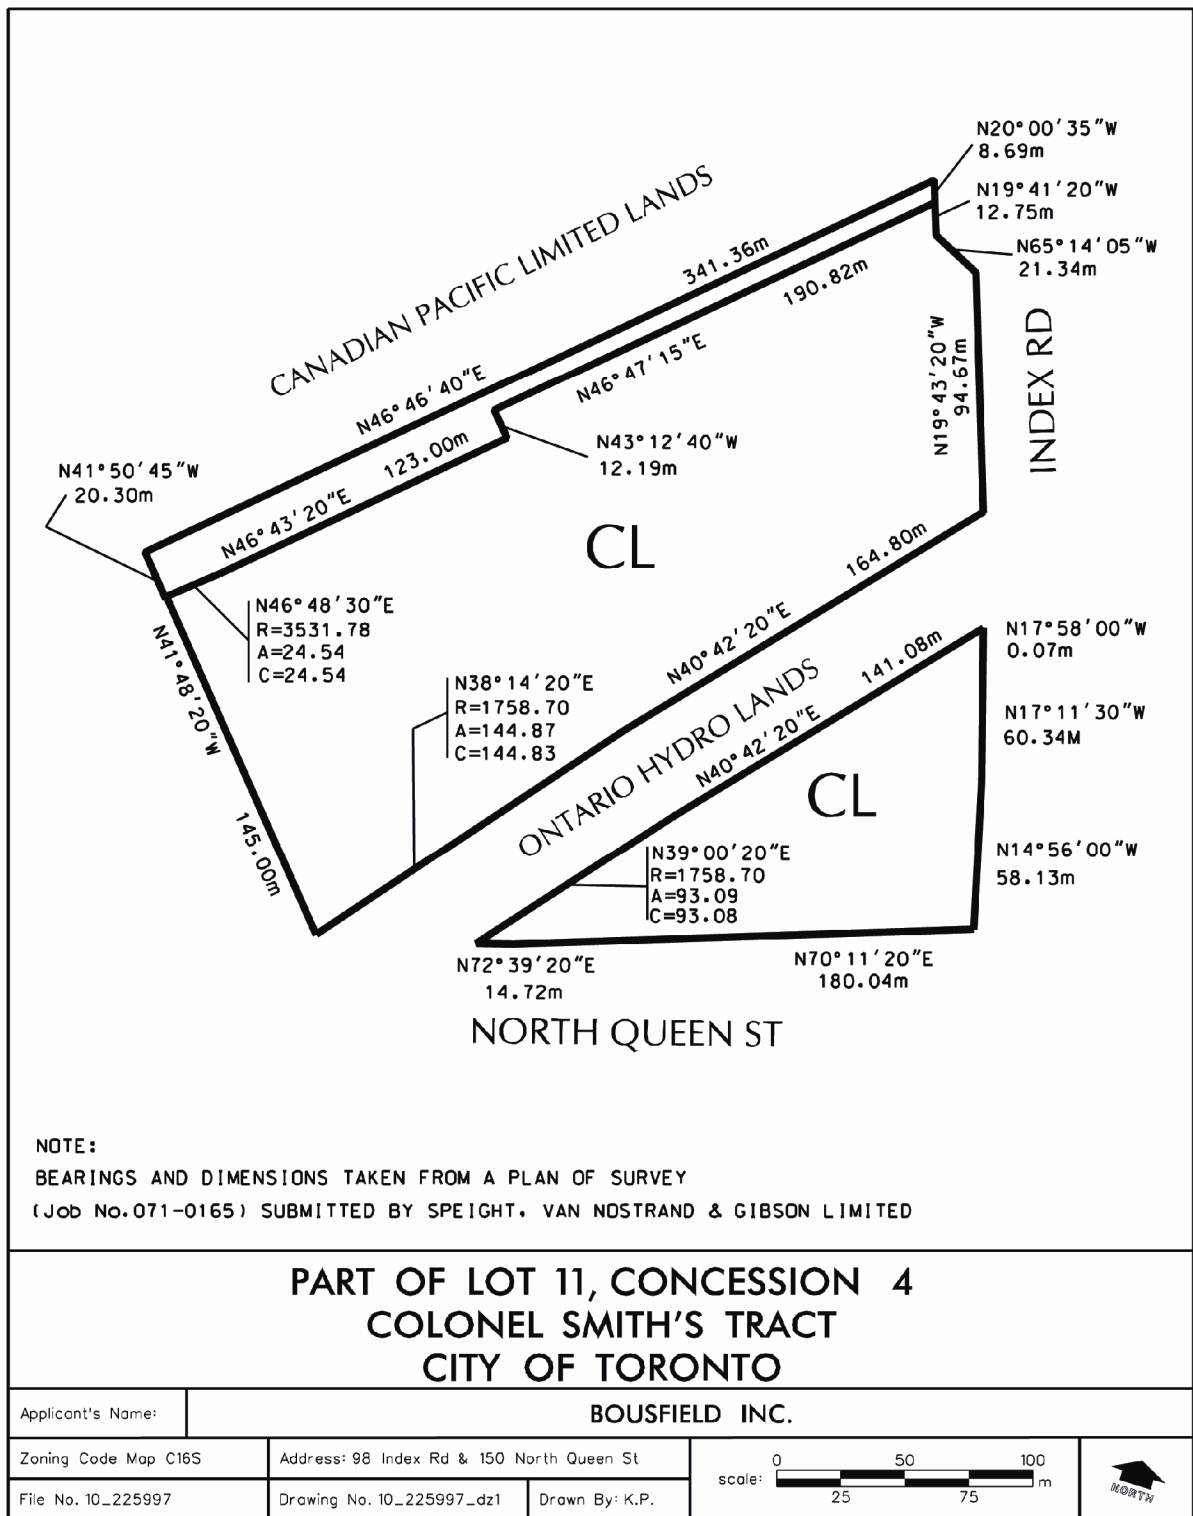 N20°00'35"W
8.69m
N19°41'20"W
12.75m
N65°14'05"W
21.34m
CANADIAN PACIFIC LIMITED LANDS
341.36m
190.82m
N46°46'40"E
N46°47'15"E
N19°43'20"W
94.67m
INDEX RD
N43°12'40"W
12.19m
123.00m
N41°50'45"W
20.30m
N46°43'20"E
CL
164.80m
N46°48'30"E
R=3531.78
A=24.54
C=24.54
N41°48'20"W
145.00m
N40°42'20"E
N17°58'00"W
0.07m
141.08m
N38°14'20"E
R=1758.70
A=144.87
C=144.83
ONTARIO HYDRO LANDS
N40°42'20"E
N17°11'30"W
60.34M
CL
N39°00'20"E
R=1758.70
A=93.09
C=93.08
N14°56'00"W
58.13m
N72°39'20"E
14.72m
N70°11'20"E
180.04m
NORTH QUEEN ST
NOTE:
BEARINGS AND DIMENSIONS TAKEN FROM A PLAN OF SURVEY
(Job No.071-0165) SUBMITTED BY SPEIGHT, VAN NOSTRAND & GIBSON LIMITED
PART OF LOT 11, CONCESSION 4
COLONEL SMITH'S TRACT
CITY OF TORONTO
Applicant's Name:
BOUSFIELD INC.
Zoning Code Map C16S
Address: 98 Index Rd & 150 North Queen St
File No. 10_225997
Drawing No. 10_225997_dz1
Drawn By: K.P.
scale:
0 50 100
m
25 75
NORTH